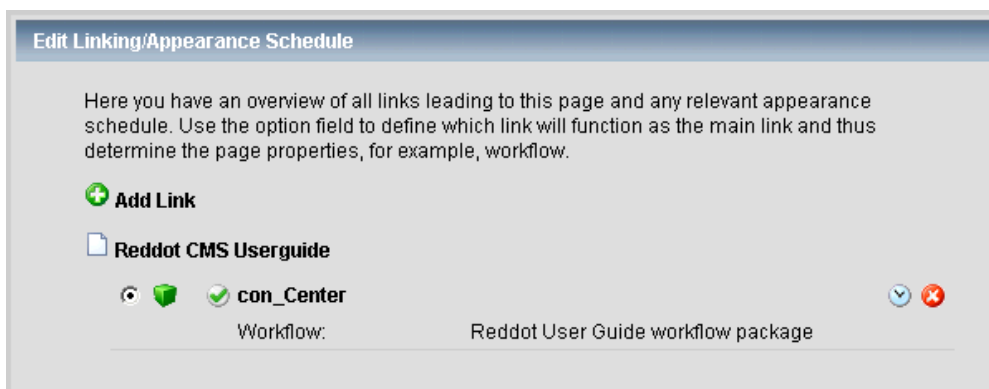 Edit Linking/Appearance Schedule
Here you have an overview of all links leading to this page and any relevant appearance
schedule. Use the option field to define which link will function as the main link and thus
determine the page properties, for example, workflow.
Add Link
Reddot CMS Userguide
con_Center
Workflow: Reddot User Guide workflow package